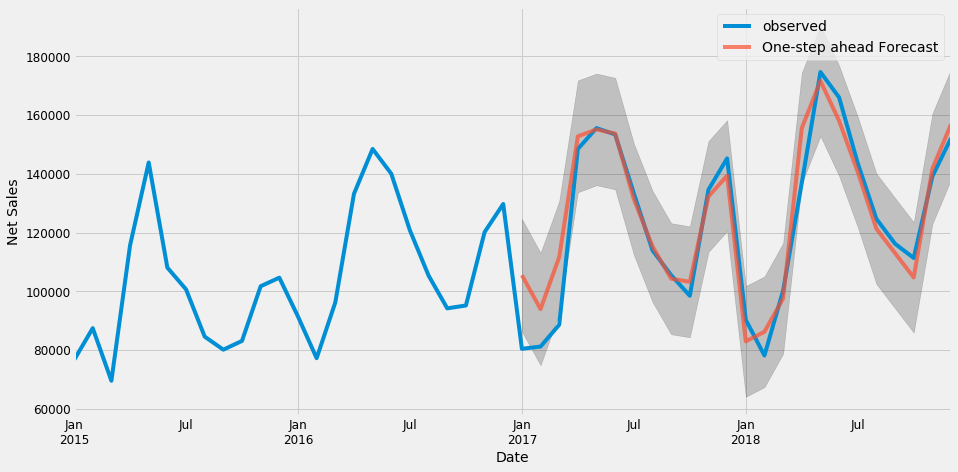 observed
One-step ahead Forecast
Net Sales
180000
160000
140000
120000
100000
80000
60000
Jan
2015
Jul
Jan
2016
Jul
Jan
2017
Jul
Jan
2018
Jul
Date